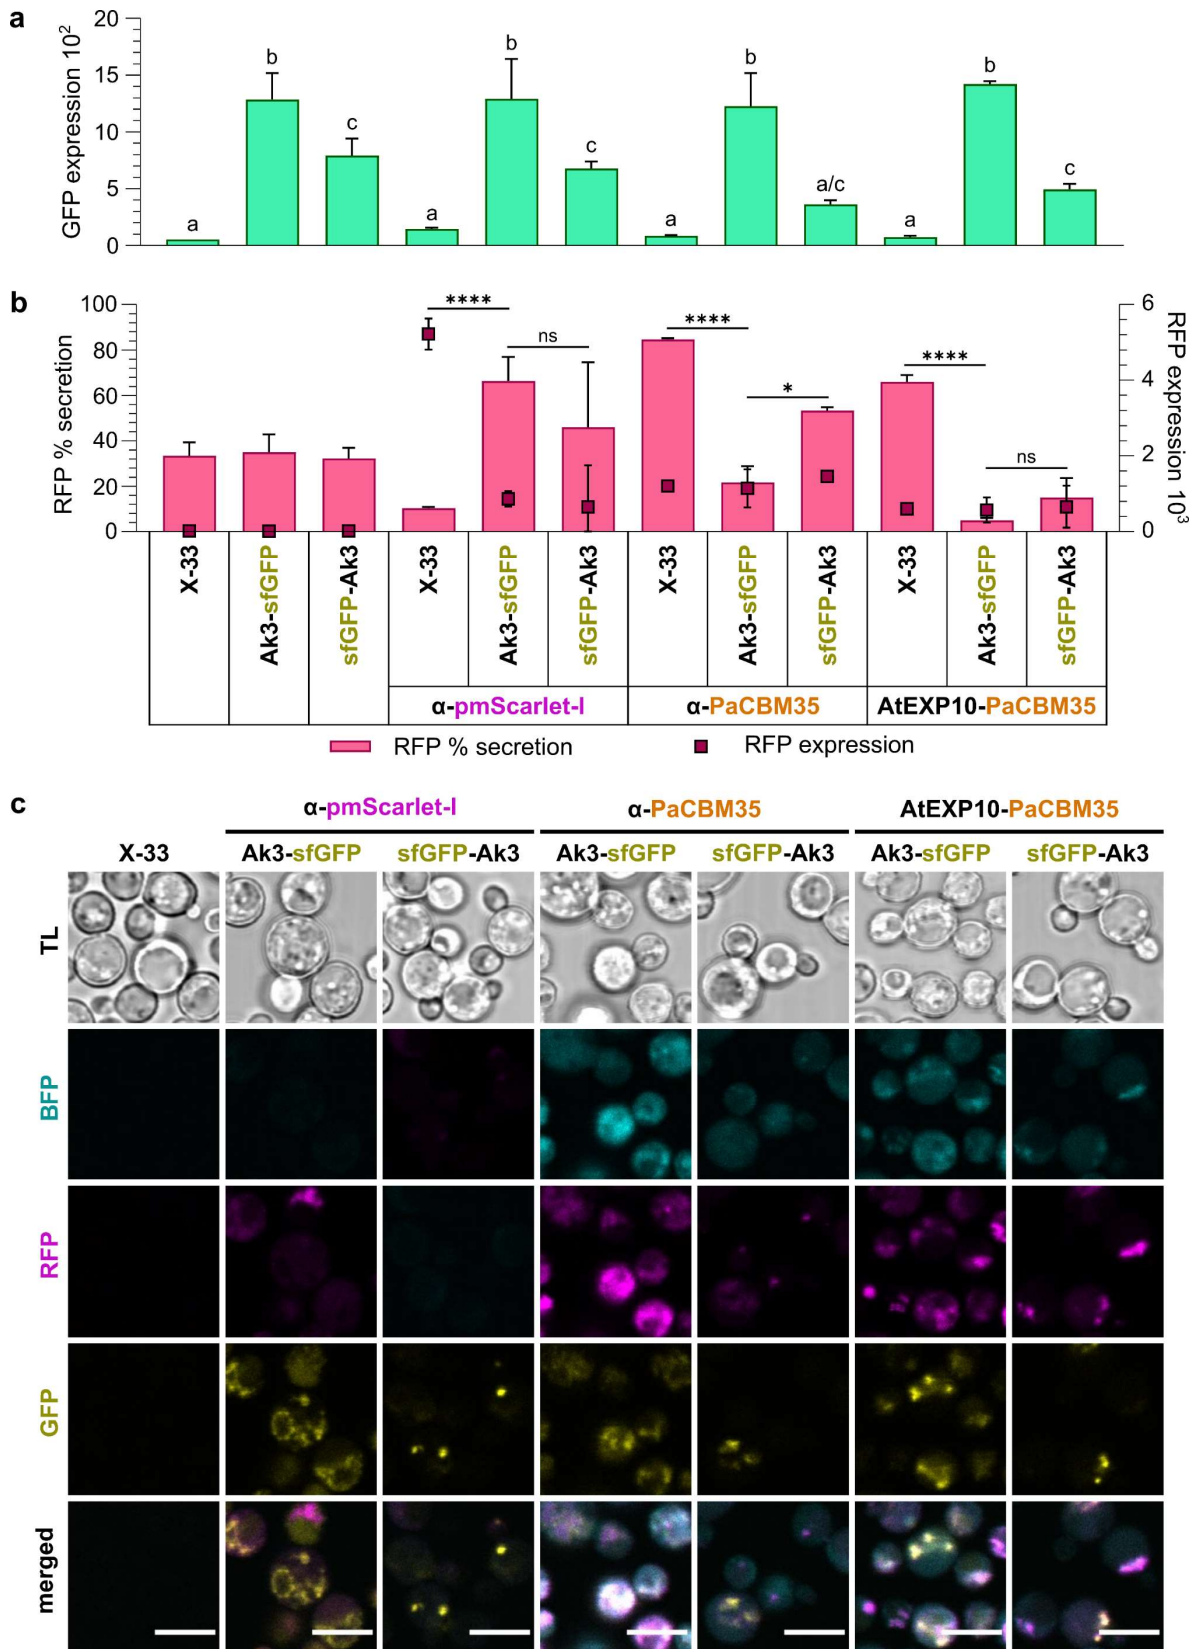 a
GFP expression 10²
20
15
10
5
0
a
b
c
a
b
c
a
b
a/c
a
b
c
b
RFP % secretion
100
80
60
40
20
0
****
ns
****
*
****
ns
6
4
2
0
RFP expression 10³
X-33
Ak3-sfGFP
sfGFP-Ak3
X-33
Ak3-sfGFP
sfGFP-Ak3
X-33
Ak3-sfGFP
sfGFP-Ak3
X-33
Ak3-sfGFP
sfGFP-Ak3
α-pmScarlet-I
α-PaCBM35
AtEXP10-PaCBM35
RFP % secretion
RFP expression
c
α-pmScarlet-I
α-PaCBM35
AtEXP10-PaCBM35
X-33
Ak3-sfGFP
sfGFP-Ak3
Ak3-sfGFP
sfGFP-Ak3
Ak3-sfGFP
sfGFP-Ak3
TL
BFP
RFP
GFP
merged